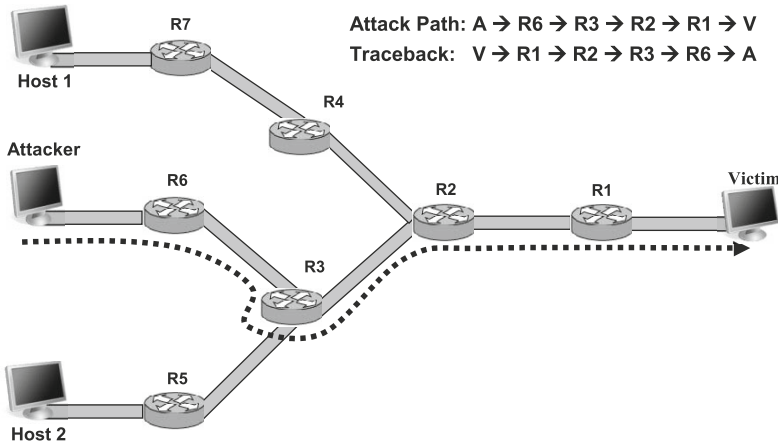 R7
Attack Path: A → R6 → R3 → R2 → R1 → V
Traceback: V → R1 → R2 → R3 → R6 → A
Host 1
R4
Attacker
R6
R2
R1
Victim
R3
R5
Host 2